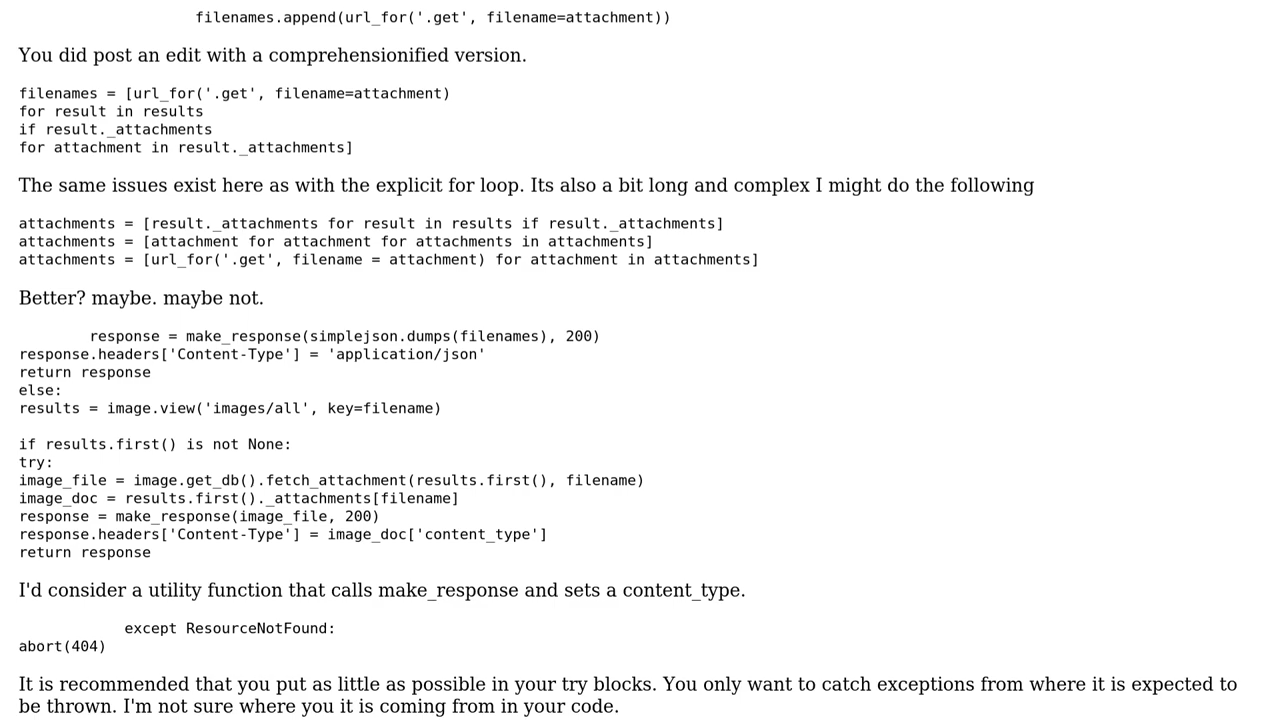 filenames.append(url_for('.get', filename=attachment))
You did post an edit with a comprehensionified version.
filenames = [url_for('.get', filename=attachment)
for result in results
if result._attachments
for attachment in result._attachments]
The same issues exist here as with the explicit for loop. Its also a bit long and complex I might do the following
attachments = [result._attachments for result in results if result._attachments]
attachments = [attachment for attachment for attachments in attachments]
attachments = [url_for('.get', filename = attachment) for attachment in attachments]
Better? maybe. maybe not.
response = make_response(simplejson.dumps(filenames), 200)
response.headers['Content-Type'] = 'application/json'
return response
else:
results = image.view('images/all', key=filename)
if results.first() is not None:
try:
image_file = image.get_db().fetch_attachment(results.first(), filename)
image_doc = results.first()._attachments[filename]
response = make_response(image_file, 200)
response.headers['Content-Type'] = image_doc['content_type']
return response
I'd consider a utility function that calls make_response and sets a content_type.
except ResourceNotFound:
abort(404)
It is recommended that you put as little as possible in your try blocks. You only want to catch exceptions from where it is expected to
be thrown. I'm not sure where you it is coming from in your code.